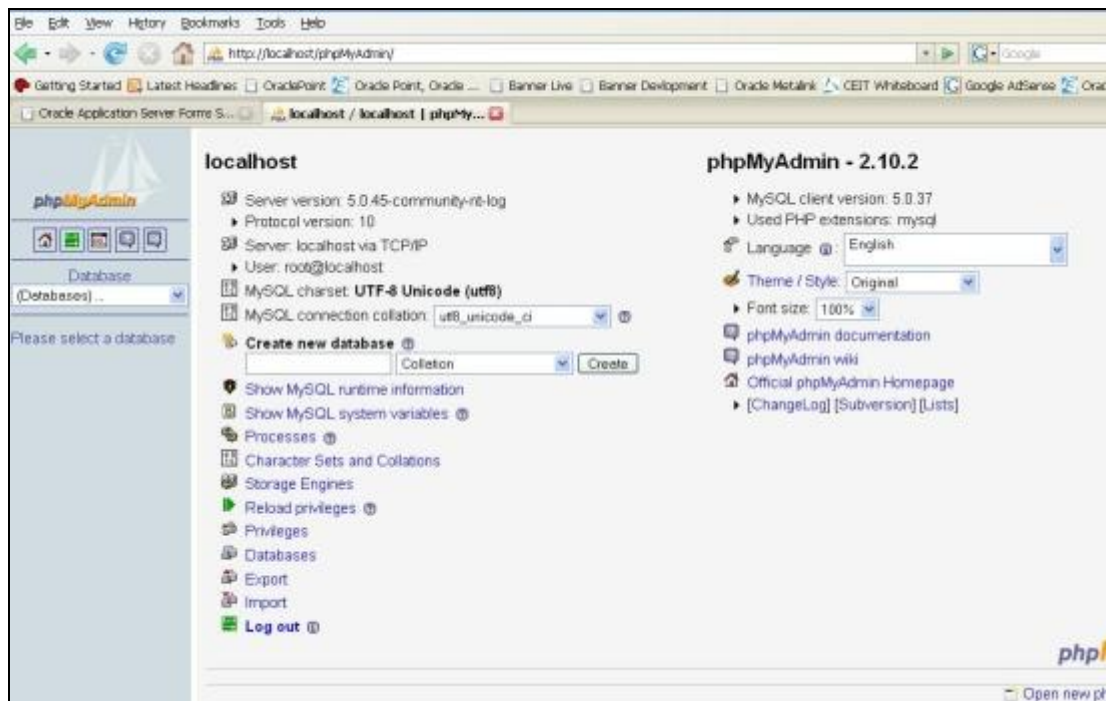 File Edit View History Bookmarks Tools Help
http://localhost/phpMyAdmin/
Google
Getting Started Latest Headlines OraclePoint Oracle Point, Oracle ... Banner Live Banner Devlopment Oracle Metalink CEIT Whiteboard Google AdSense Orac
Oracle Application Server Forms S... localhost / localhost | phpMy...
phpMyAdmin
Database
(Databases) ...
Please select a database
localhost
Server version: 5.0.45-community-nt-log
Protocol version: 10
Server: localhost via TCP/IP
User: root@localhost
MySQL charset: UTF-8 Unicode (utf8)
MySQL connection collation: utf8_unicode_ci
Create new database
Collation Create
Show MySQL runtime information
Show MySQL system variables
Processes
Character Sets and Collations
Storage Engines
Reload privileges
Privileges
Databases
Export
Import
Log out
phpMyAdmin - 2.10.2
MySQL client version: 5.0.37
Used PHP extensions: mysql
Language : English
Theme / Style: Original
Font size: 100%
phpMyAdmin documentation
phpMyAdmin wiki
Official phpMyAdmin Homepage
[ChangeLog] [Subversion] [Lists]
php
Open new ph